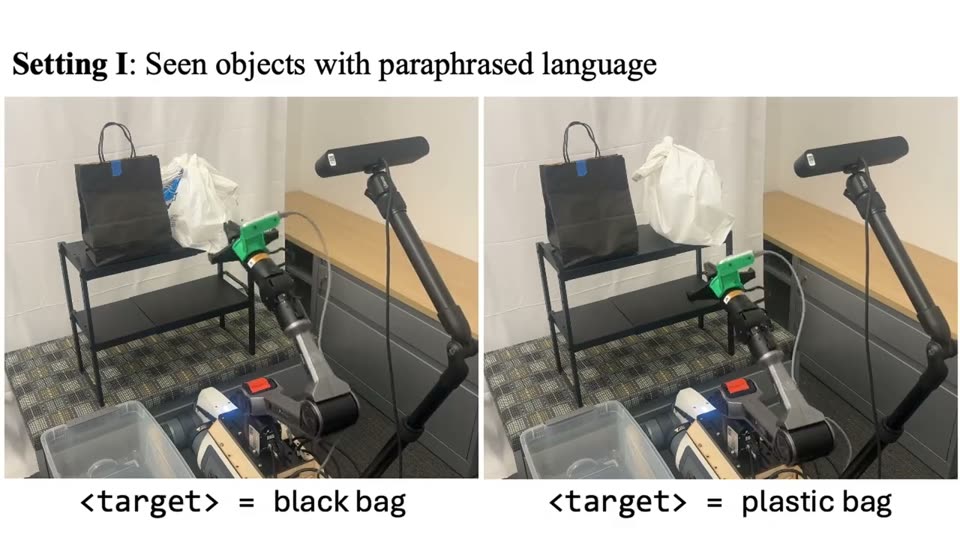 Setting I: Seen objects with paraphrased language
<target> = black bag
<target> = plastic bag